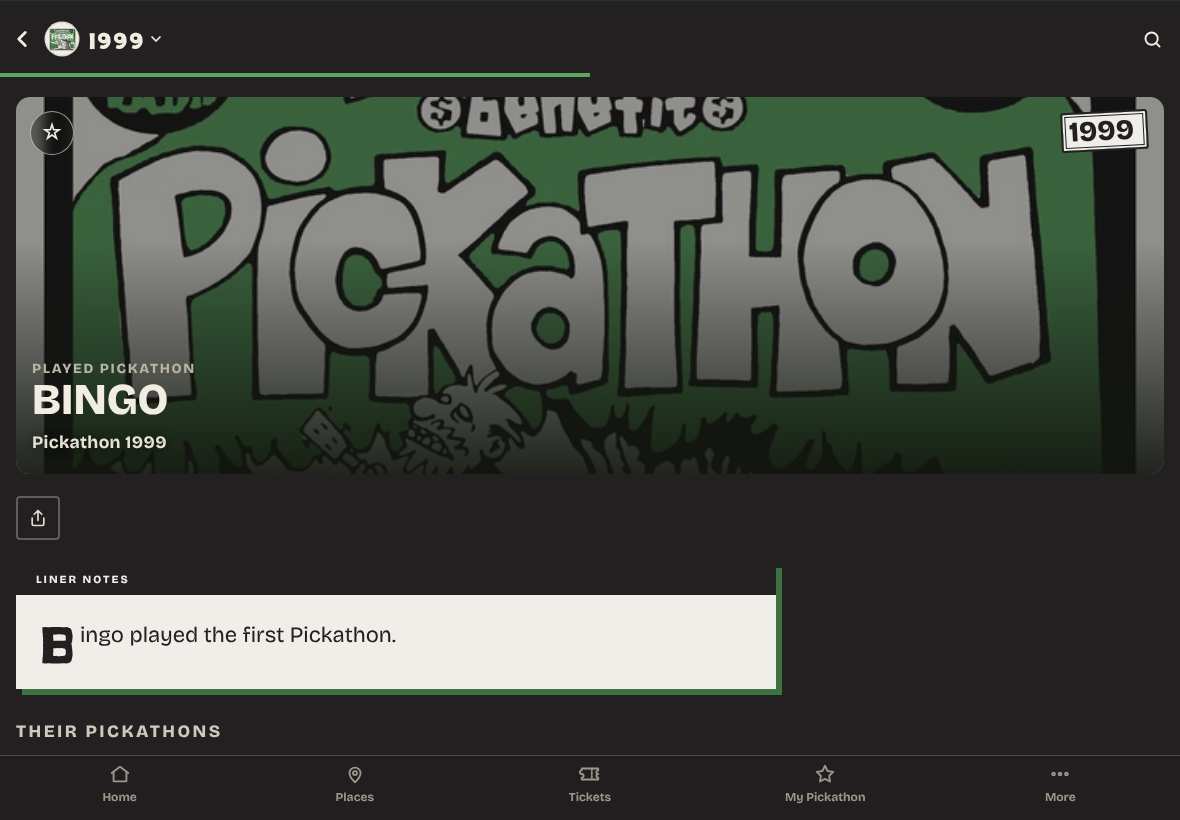 1999
$ Benefit $
1999
PickaTHON
PLAYED PICKATHON
BINGO
Pickathon 1999
LINER NOTES
Bingo played the first Pickathon.
THEIR PICKATHONS
Home
Places
Tickets
My Pickathon
More